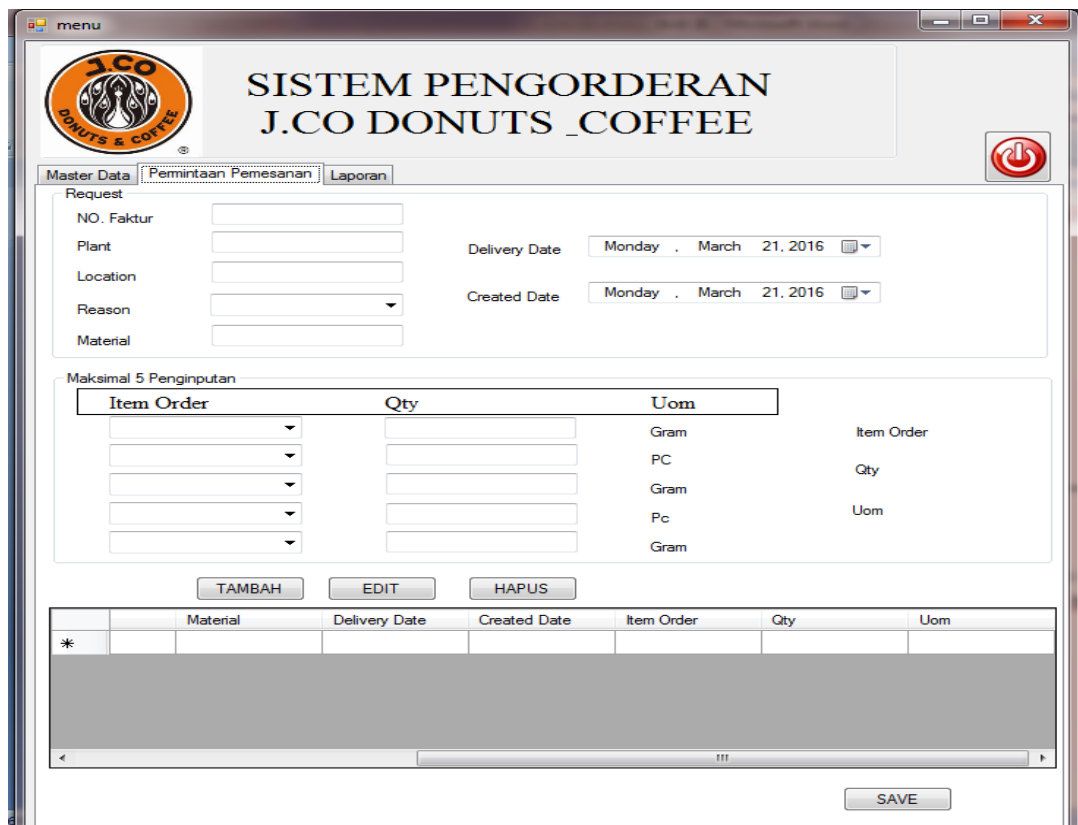 menu
J.CO
DONUTS & COFFEE
®
SISTEM PENGORDERAN
J.CO DONUTS _COFFEE
Master Data Permintaan Pemesanan Laporan
Request
NO. Faktur
Plant
Delivery Date Monday , March 21, 2016
Location
Created Date Monday , March 21, 2016
Reason
Material
Maksimal 5 Penginputan
Item Order Qty Uom
Gram Item Order
PC
Qty
Gram
Uom
Pc
Gram
TAMBAH EDIT HAPUS
Material Delivery Date Created Date Item Order Qty Uom
SAVE